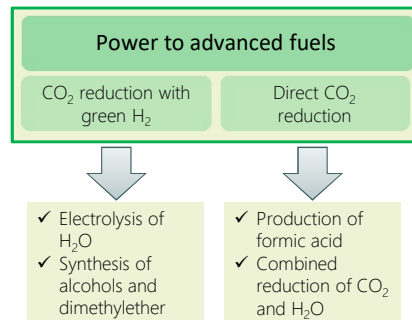 Power to advanced fuels
CO₂ reduction with
green H₂
Direct CO₂
reduction
✓ Electrolysis of
H₂O
✓ Synthesis of
alcohols and
dimethylether
✓ Production of
formic acid
✓ Combined
reduction of CO₂
and H₂O